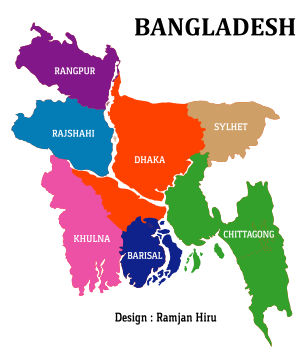 BANGLADESH
RANGPUR
RAJSHAHI
SYLHET
DHAKA
KHULNA
BARISAL
CHITTAGONG
Design : Ramjan Hiru